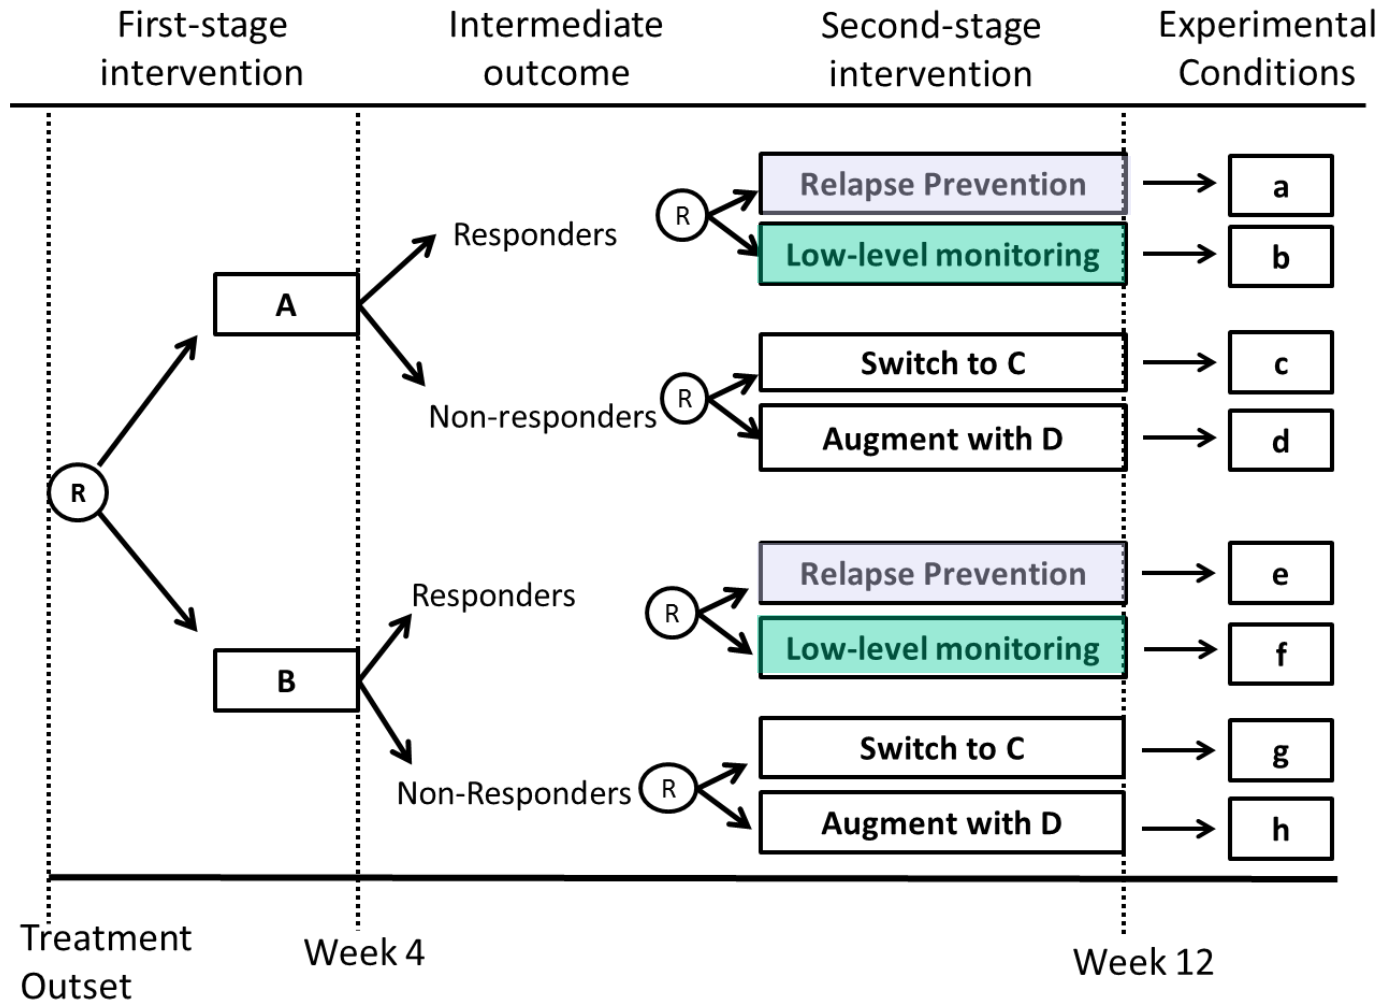 First-stage
intervention
Intermediate
outcome
Second-stage
intervention
Experimental
Conditions
R
A
B
Responders
Non-responders
Responders
Non-Responders
R
R
R
R
Relapse Prevention
Low-level monitoring
Switch to C
Augment with D
Relapse Prevention
Low-level monitoring
Switch to C
Augment with D
a
b
c
d
e
f
g
h
Treatment
Outset
Week 4
Week 12